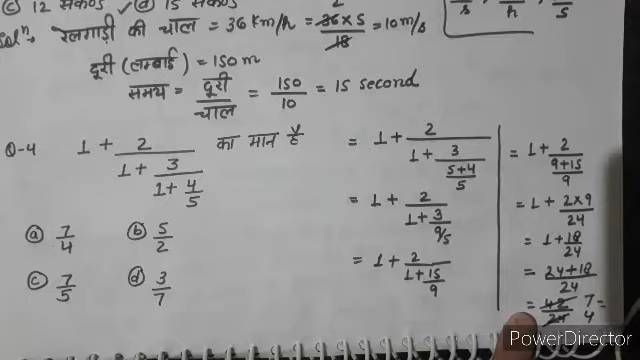 (c) 12 सेकण्ड (d) 15 सेकण्ड
Solⁿ. रेलगाड़ी की चाल = 36 Km/h = 36×5/18 = 10 m/s
दूरी (लम्बाई) = 150 m
समय = दूरी/चाल = 150/10 = 15 second
Q-4 1 + 2/(1 + 3/(1 + 4/5)) का मान है
(a) 7/4 (b) 5/2
(c) 7/5 (d) 3/7
= 1 + 2/(1 + 3/((5+4)/5))
= 1 + 2/(1 + 3/(9/5))
= 1 + 2/(1 + 15/9)
= 1 + 2/((9+15)/9)
= 1 + 2×9/24
= 1 + 18/24
= 24+18/24
= 42/24 7/4 =
PowerDirector